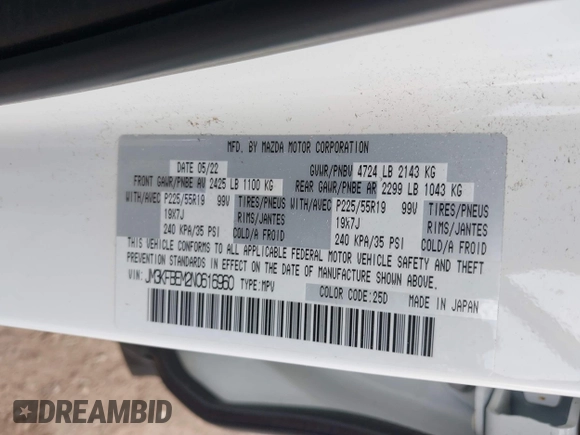 MFD. BY MAZDA MOTOR CORPORATION
DATE 05/22 GVWR/PNBV 4724 LB 2143 KG
FRONT GAWR/PNBE AV 2425 LB 1100 KG REAR GAWR/PNBE AR 2299 LB 1043 KG
WITH/AVEC P225/55R19 99V TIRES/PNEUS WITH/AVEC P225/55R19 99V TIRES/PNEUS
19x7J RIMS/JANTES 19x7J RIMS/JANTES
240 KPA/35 PSI COLD/A FROID 240 KPA/35 PSI COLD/A FROID
THIS VEHICLE CONFORMS TO ALL APPLICABLE FEDERAL MOTOR VEHICLE SAFETY AND THEFT
PREVENTION STANDARDS IN EFFECT ON THE DATE OF MANUFACTURE SHOWN ABOVE.
VIN: JM3KFBEM2N0616960 TYPE:MPV
COLOR CODE:25D MADE IN JAPAN
DREAMBID